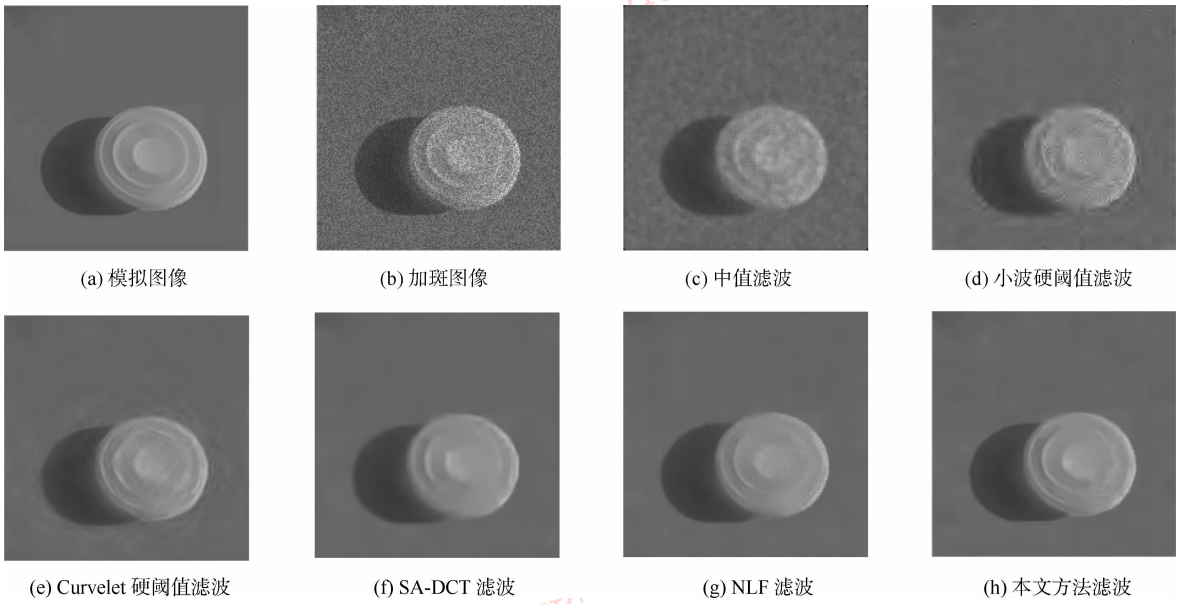 (a) 模拟图像
(b) 加斑图像
(c) 中值滤波
(d) 小波硬阈值滤波
(e) Curvelet 硬阈值滤波
(f) SA-DCT 滤波
(g) NLF 滤波
(h) 本文方法滤波